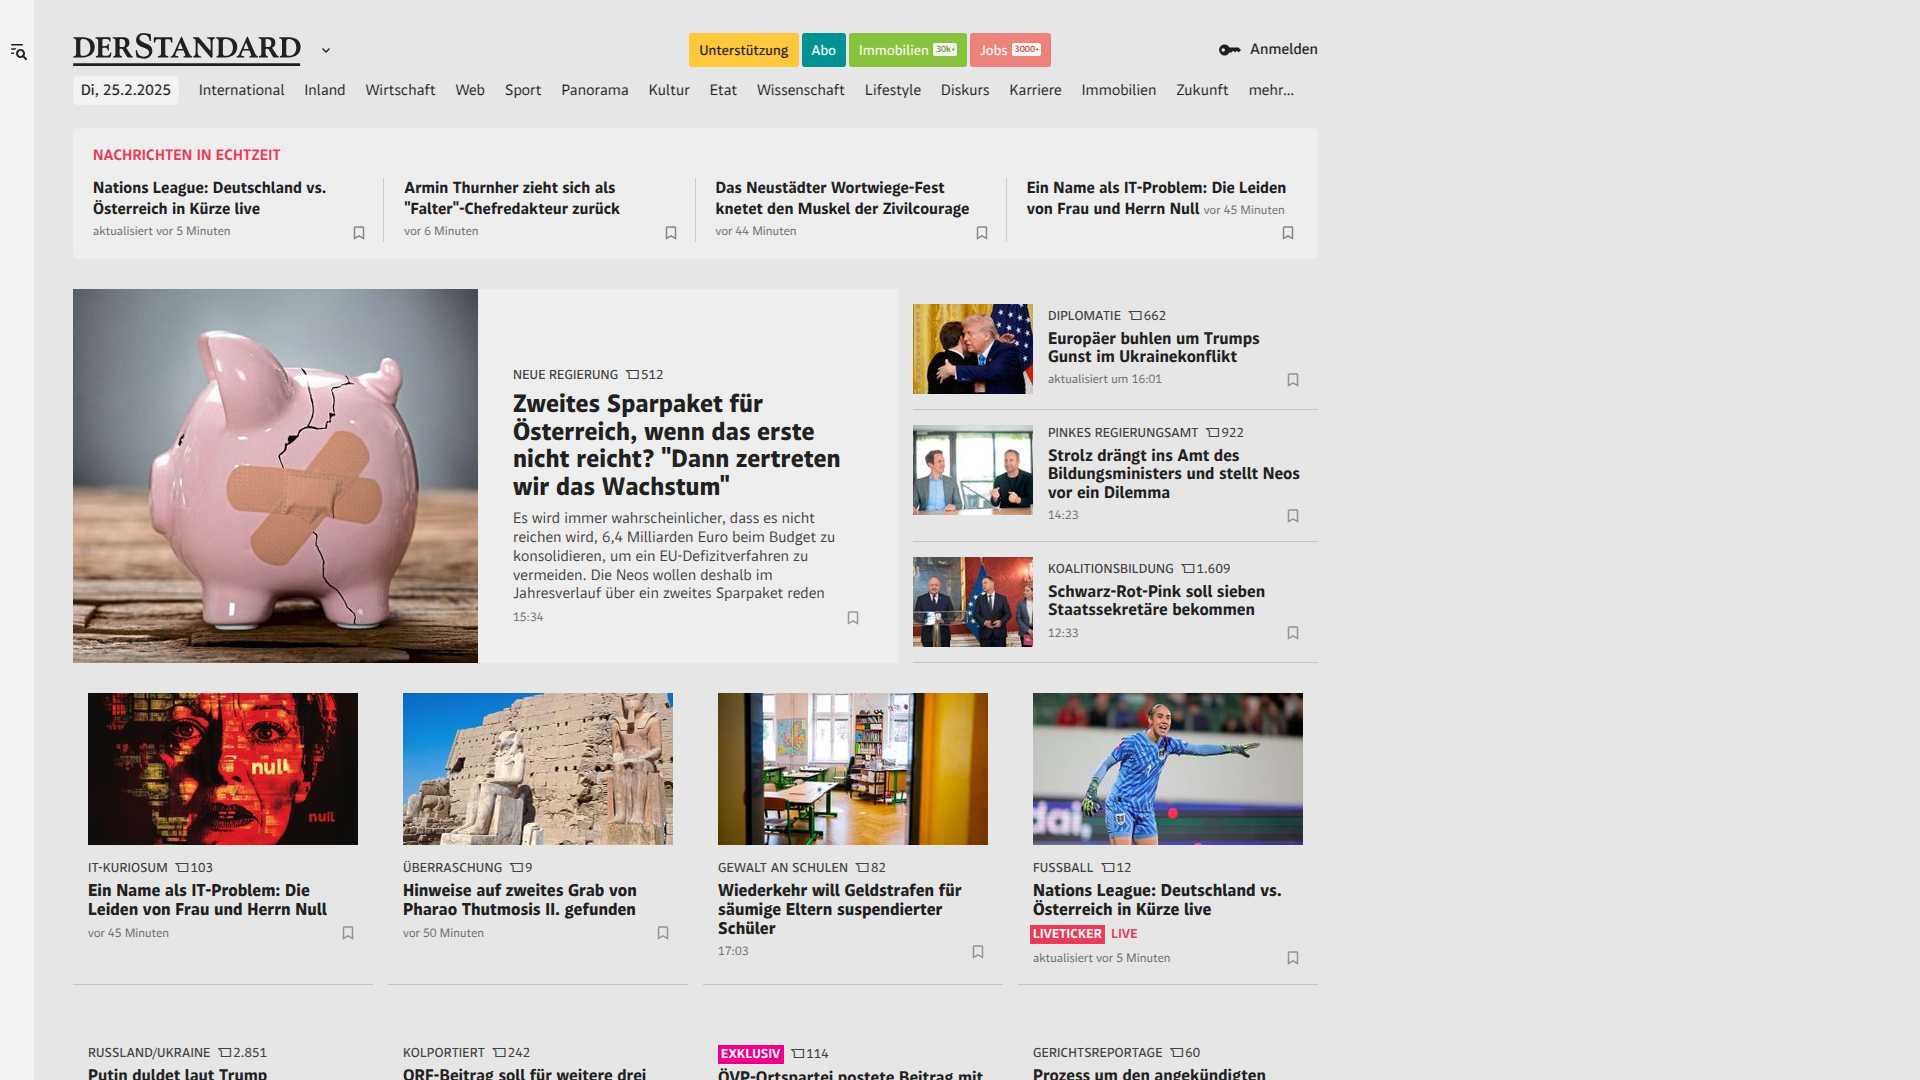 DERSTANDARD
Unterstützung
Abo
Immobilien 30k+
Jobs 3000+
Anmelden
Di, 25.2.2025
International
Inland
Wirtschaft
Web
Sport
Panorama
Kultur
Etat
Wissenschaft
Lifestyle
Diskurs
Karriere
Immobilien
Zukunft
mehr...
NACHRICHTEN IN ECHTZEIT
Nations League: Deutschland vs.
Österreich in Kürze live
aktualisiert vor 5 Minuten
Armin Thurnher zieht sich als
"Falter"-Chefredakteur zurück
vor 6 Minuten
Das Neustädter Wortwiege-Fest
knetet den Muskel der Zivilcourage
vor 44 Minuten
Ein Name als IT-Problem: Die Leiden
von Frau und Herrn Null vor 45 Minuten
NEUE REGIERUNG 512
Zweites Sparpaket für
Österreich, wenn das erste
nicht reicht? "Dann zertreten
wir das Wachstum"
Es wird immer wahrscheinlicher, dass es nicht
reichen wird, 6,4 Milliarden Euro beim Budget zu
konsolidieren, um ein EU-Defizitverfahren zu
vermeiden. Die Neos wollen deshalb im
Jahresverlauf über ein zweites Sparpaket reden
15:34
DIPLOMATIE 662
Europäer buhlen um Trumps
Gunst im Ukrainekonflikt
aktualisiert um 16:01
PINKES REGIERUNGSAMT 922
Strolz drängt ins Amt des
Bildungsministers und stellt Neos
vor ein Dilemma
14:23
KOALITIONSBILDUNG 1.609
Schwarz-Rot-Pink soll sieben
Staatssekretäre bekommen
12:33
null
null
IT-KURIOSUM 103
Ein Name als IT-Problem: Die
Leiden von Frau und Herrn Null
vor 45 Minuten
ÜBERRASCHUNG 9
Hinweise auf zweites Grab von
Pharao Thutmosis II. gefunden
vor 50 Minuten
GEWALT AN SCHULEN 82
Wiederkehr will Geldstrafen für
säumige Eltern suspendierter
Schüler
17:03
dai,
FUSSBALL 12
Nations League: Deutschland vs.
Österreich in Kürze live
LIVETICKER LIVE
aktualisiert vor 5 Minuten
RUSSLAND/UKRAINE 2.851
Putin duldet laut Trump
KOLPORTIERT 242
ORF-Beitrag soll für weitere drei
EXKLUSIV 114
ÖVP-Ortspartei postete Beitrag mit
GERICHTSREPORTAGE 60
Prozess um den angekündigten